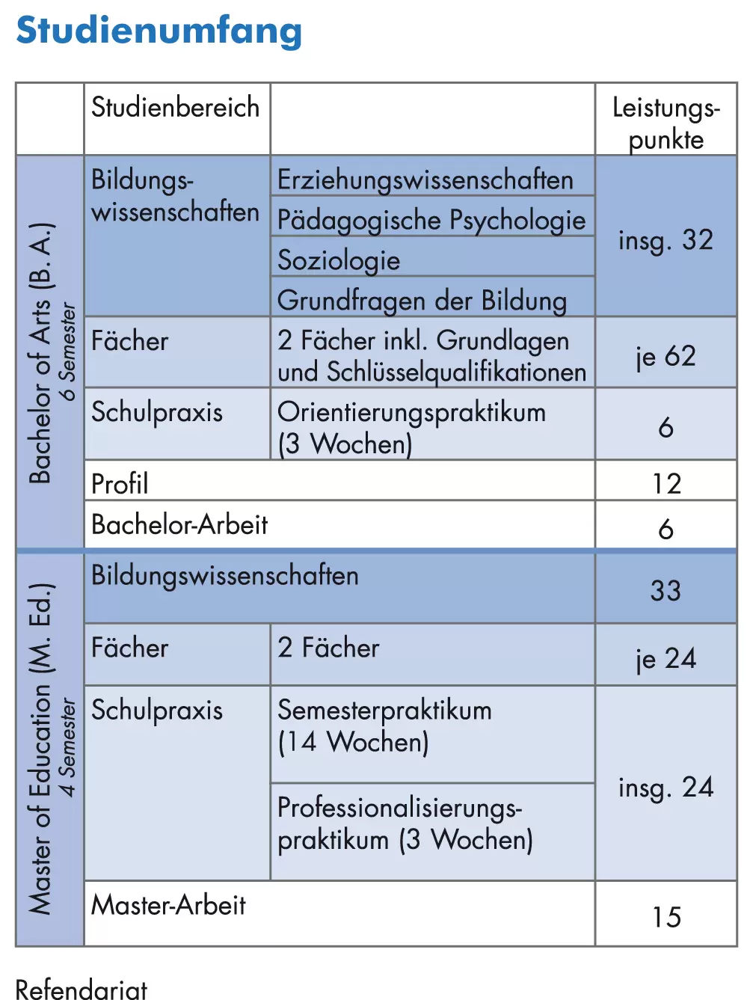 Studienumfang
Studienbereich
Leistungs-
punkte
Bachelor of Arts (B. A.)
6 Semester
Bildungs-
wissenschaften
Erziehungswissenschaften
Pädagogische Psychologie
Soziologie
Grundfragen der Bildung
insg. 32
Fächer
2 Fächer inkl. Grundlagen
und Schlüsselqualifikationen
je 62
Schulpraxis
Orientierungspraktikum
(3 Wochen)
6
Profil
12
Bachelor-Arbeit
6
Master of Education (M. Ed.)
4 Semester
Bildungswissenschaften
33
Fächer
2 Fächer
je 24
Schulpraxis
Semesterpraktikum
(14 Wochen)
Professionalisierungs-
praktikum (3 Wochen)
insg. 24
Master-Arbeit
15
Refendariat